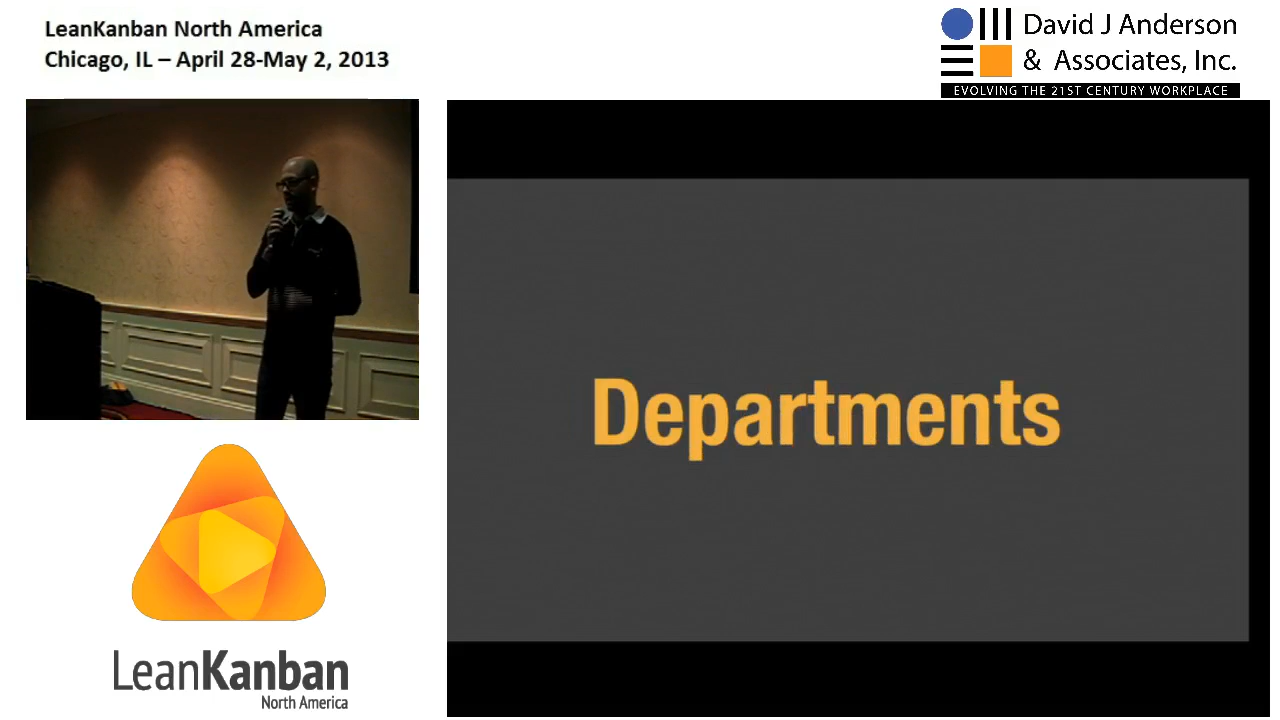 LeanKanban North America
Chicago, IL – April 28-May 2, 2013
David J Anderson
& Associates, Inc.
EVOLVING THE 21ST CENTURY WORKPLACE
Departments
LeanKanban
North America